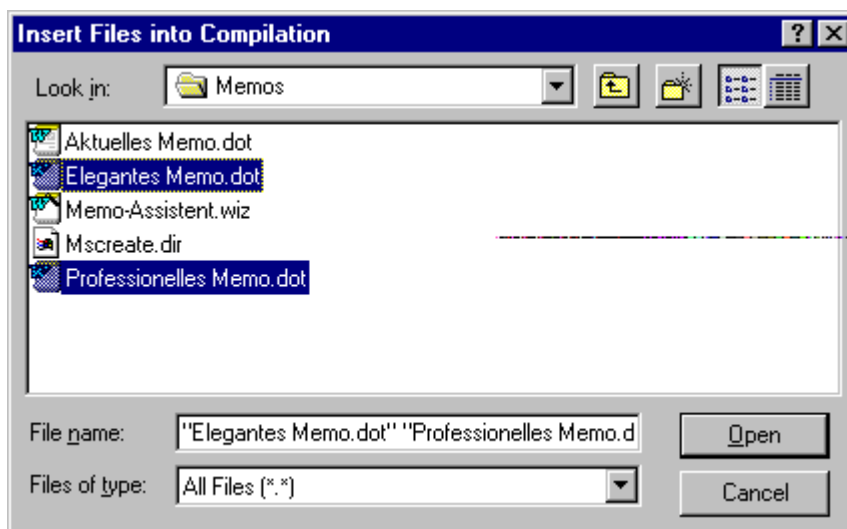 Insert Files into Compilation
Look in: Memos
Aktuelles Memo.dot
Elegantes Memo.dot
Memo-Assistent.wiz
Mscreate.dir
Professionelles Memo.dot
File name: "Elegantes Memo.dot" "Professionelles Memo.d Open
Files of type: All Files (*.*) Cancel